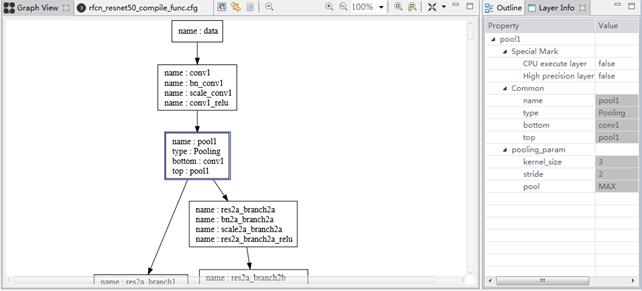 Graph View
rfcn_resnet50_compile_func.cfg
100%
name : data
name : conv1
name : bn_conv1
name : scale_conv1
name : conv1_relu
name : pool1
type : Pooling
bottom : conv1
top : pool1
name : res2a_branch2a
name : bn2a_branch2a
name : scale2a_branch2a
name : res2a_branch2a_relu
name : res2a_branch1
name : res2a_branch2b
Outline
Layer Info
Property Value
pool1
Special Mark
CPU execute layer false
High precision layer false
Common
name pool1
type Pooling
bottom conv1
top pool1
pooling_param
kernel_size 3
stride 2
pool MAX